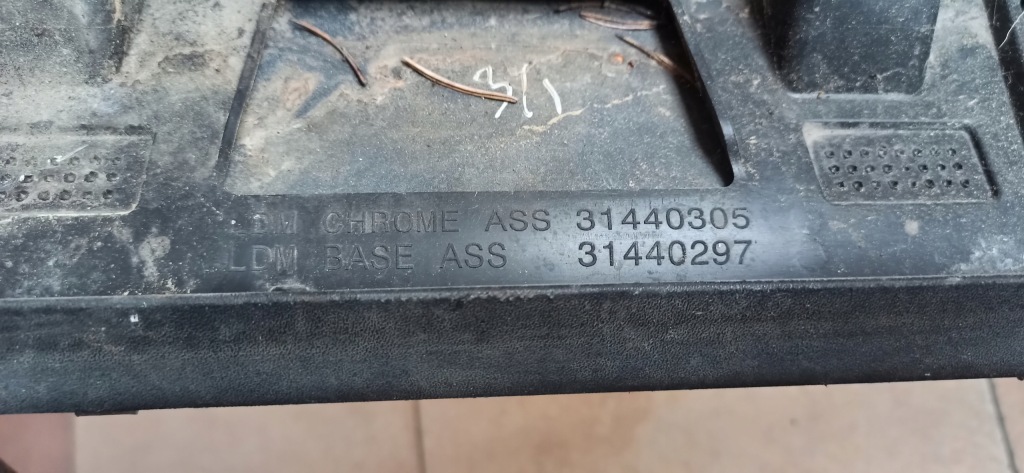 LDM CHROME ASS 31440305
LDM BASE ASS 31440297